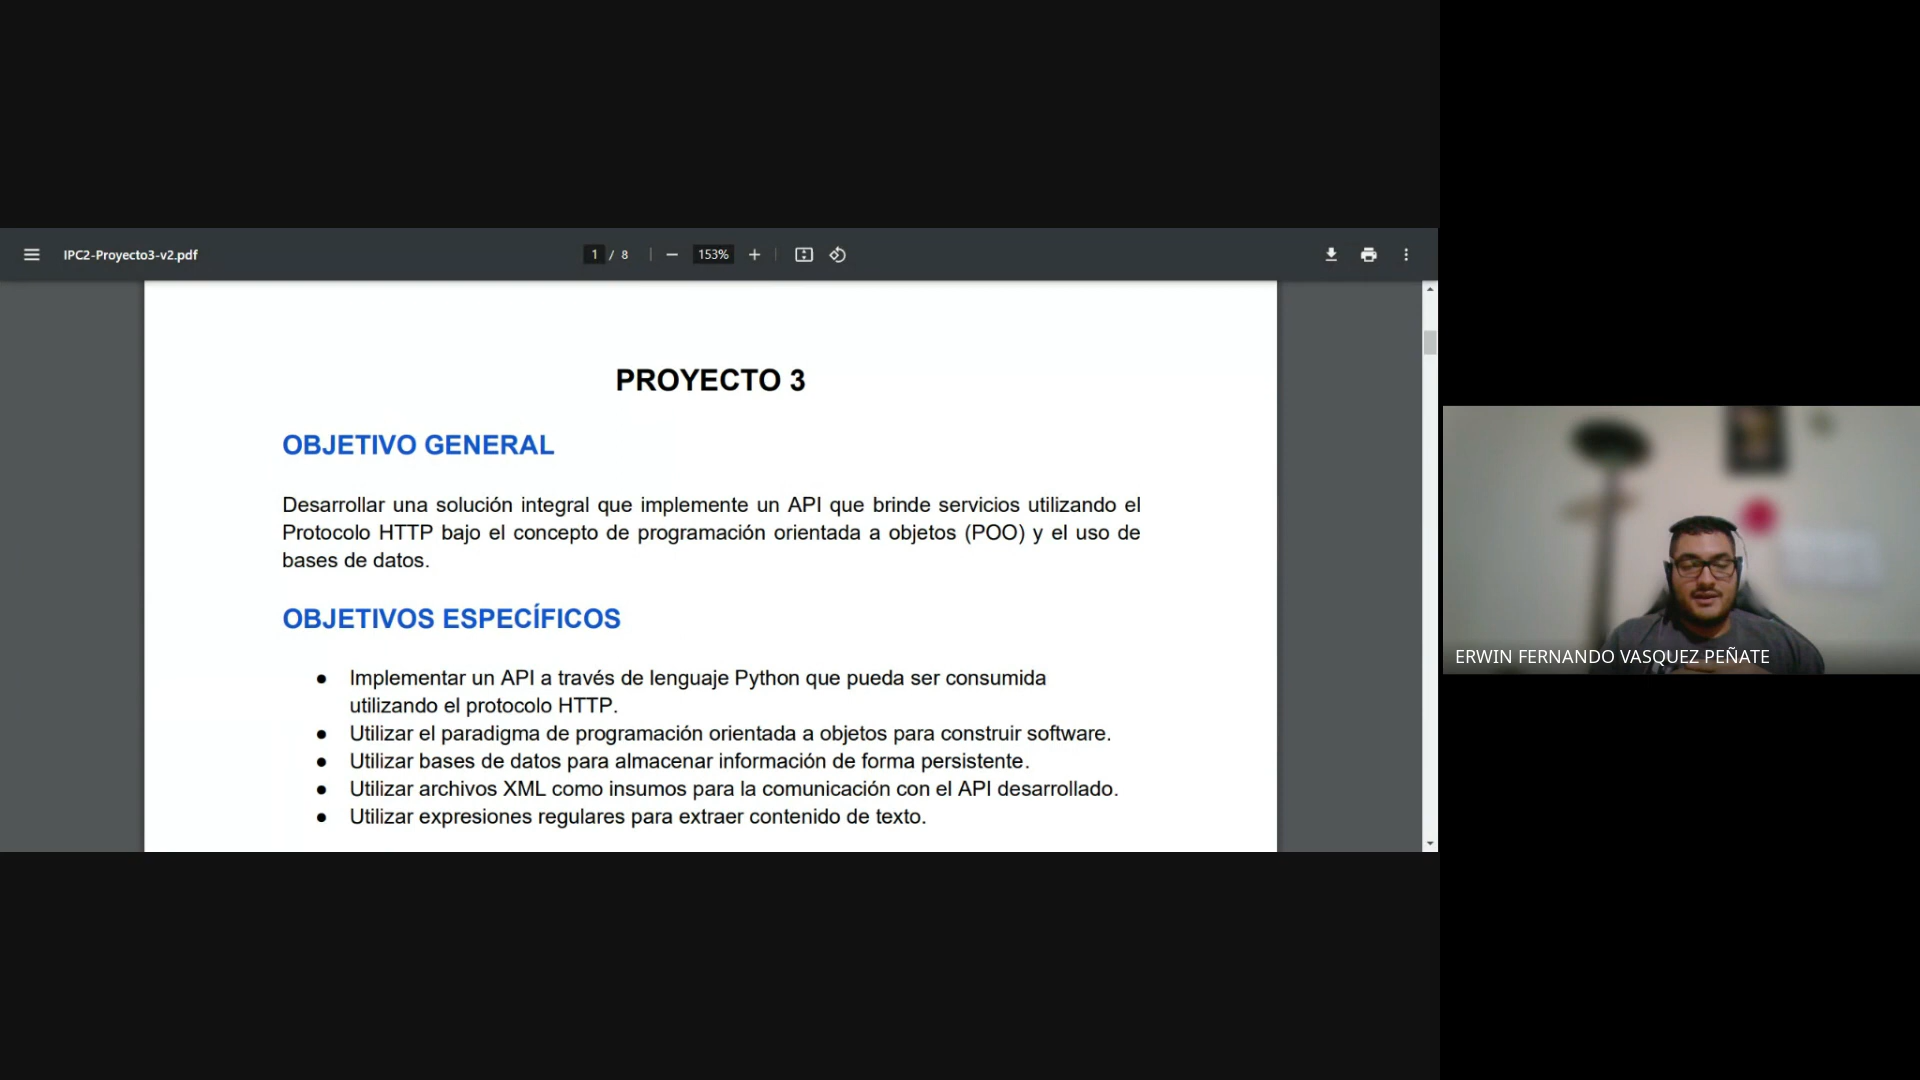 IPC2-Proyecto3-v2.pdf
1 / 8
153%
PROYECTO 3
OBJETIVO GENERAL
Desarrollar una solución integral que implemente un API que brinde servicios utilizando el
Protocolo HTTP bajo el concepto de programación orientada a objetos (POO) y el uso de
bases de datos.
OBJETIVOS ESPECÍFICOS
● Implementar un API a través de lenguaje Python que pueda ser consumida
utilizando el protocolo HTTP.
● Utilizar el paradigma de programación orientada a objetos para construir software.
● Utilizar bases de datos para almacenar información de forma persistente.
● Utilizar archivos XML como insumos para la comunicación con el API desarrollado.
● Utilizar expresiones regulares para extraer contenido de texto.
ERWIN FERNANDO VASQUEZ PEÑATE